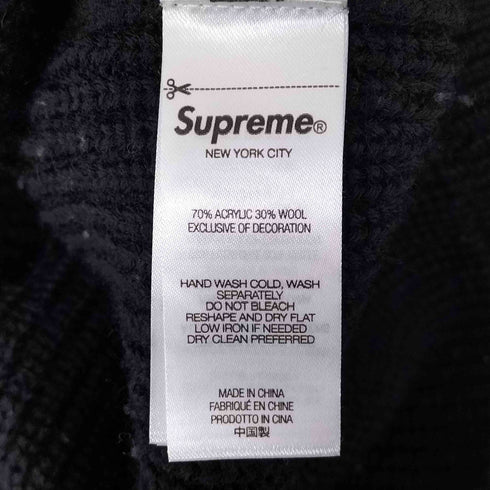 Supreme®
NEW YORK CITY
70% ACRYLIC 30% WOOL
EXCLUSIVE OF DECORATION
HAND WASH COLD, WASH
SEPARATELY
DO NOT BLEACH
RESHAPE AND DRY FLAT
LOW IRON IF NEEDED
DRY CLEAN PREFERRED
MADE IN CHINA
FABRIQUÉ EN CHINE
PRODOTTO IN CINA
中国製